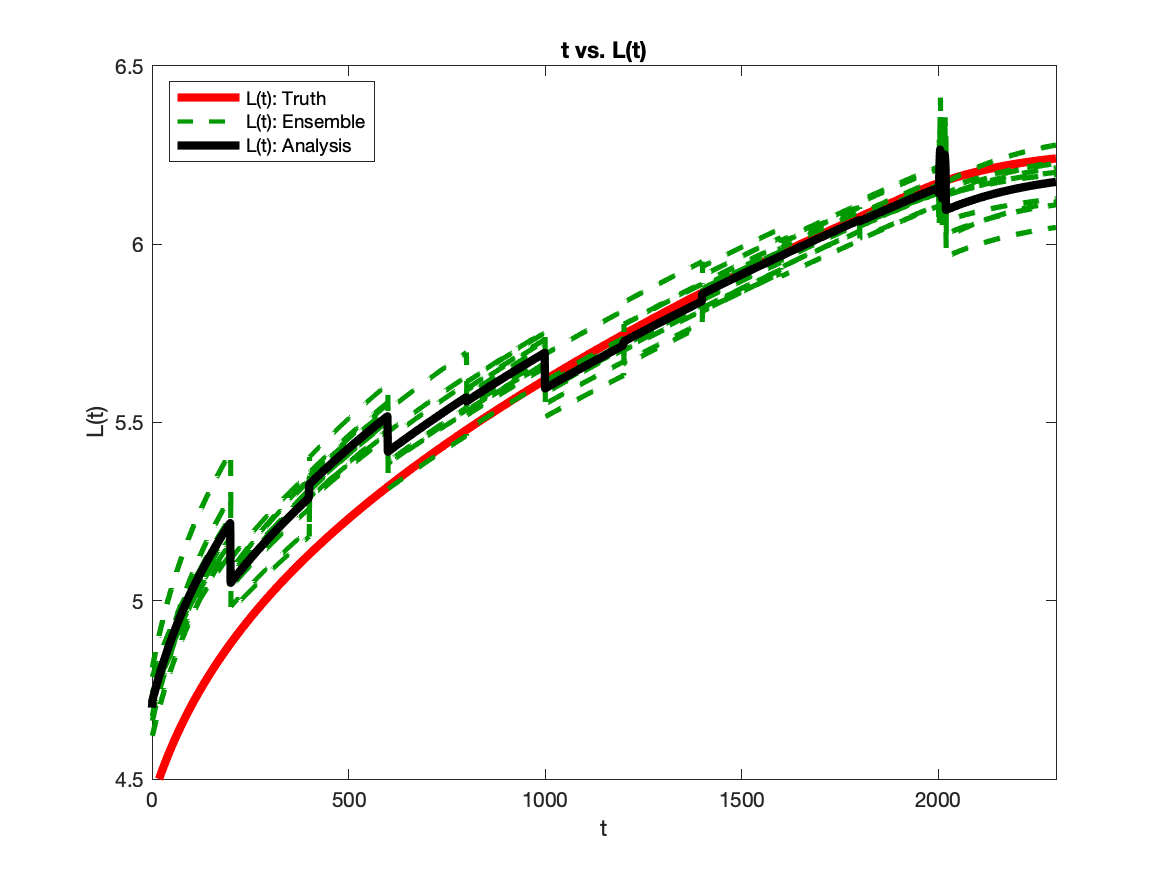 t vs. L(t)
6.5
L(t): Truth
L(t): Ensemble
L(t): Analysis
6
5.5
L(t)
5
4.5
0
500
1000
1500
2000
t